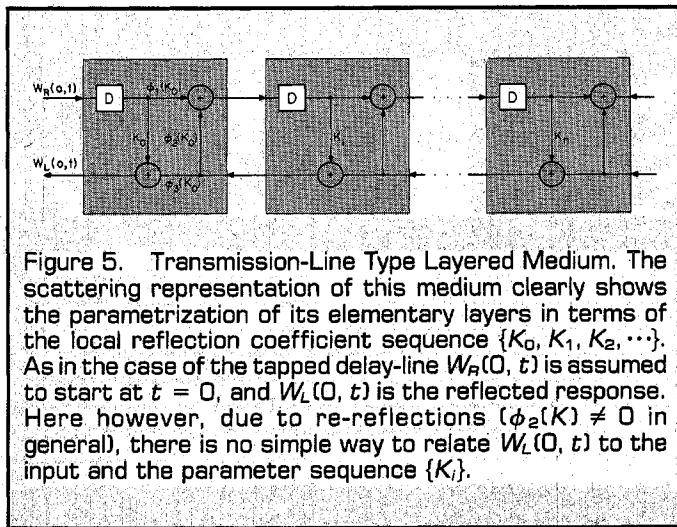 W_R(0,t)
D
ϕ₁(K₀)
+
D
+
D
+
K₀
ϕ₂(K₀)
K_i
K_n
W_L(0,t)
+
ϕ₃(K₀)
+
+
Figure 5. Transmission-Line Type Layered Medium. The
scattering representation of this medium clearly shows
the parametrization of its elementary layers in terms of
the local reflection coefficient sequence {K₀, K₁, K₂, ⋯}.
As in the case of the tapped delay-line W_R(0, t) is assumed
to start at t = 0, and W_L(0, t) is the reflected response.
Here however, due to re-reflections (ϕ₂(K) ≠ 0 in
general), there is no simple way to relate W_L(0, t) to the
input and the parameter sequence {K_i}.